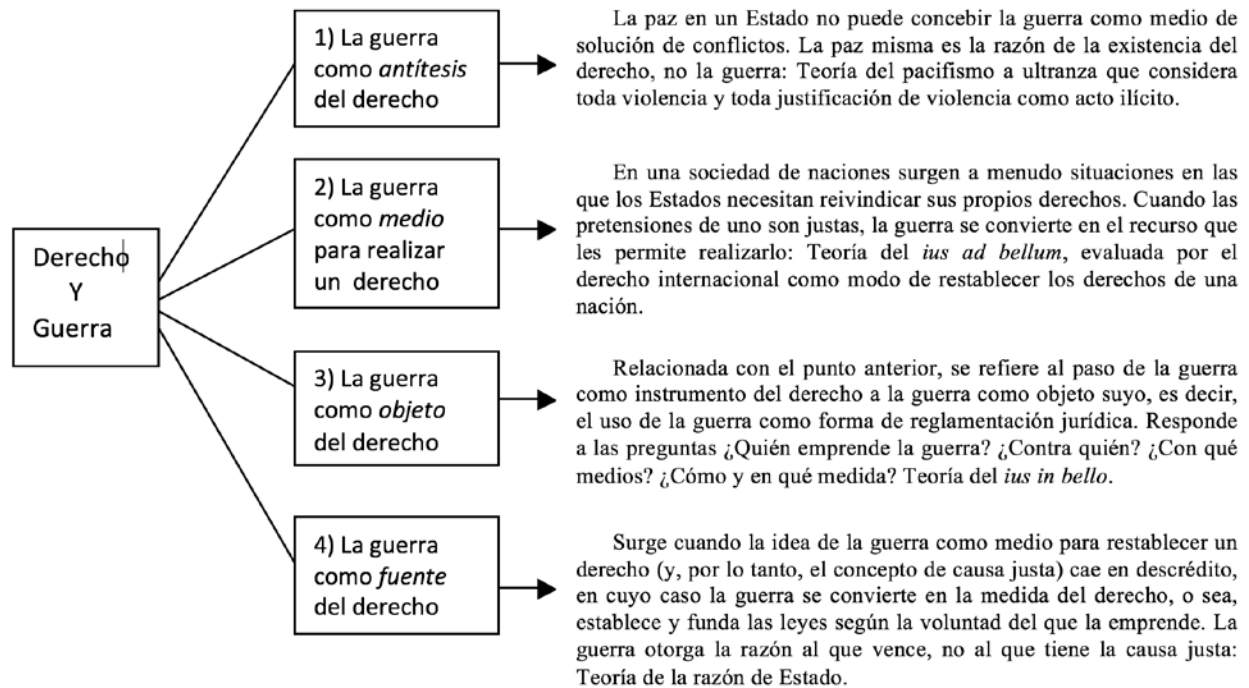 Derecho
Y
Guerra
1) La guerra
como antítesis
del derecho
La paz en un Estado no puede concebir la guerra como medio de
solución de conflictos. La paz misma es la razón de la existencia del
derecho, no la guerra: Teoría del pacifismo a ultranza que considera
toda violencia y toda justificación de violencia como acto ilícito.
2) La guerra
como medio
para realizar
un derecho
En una sociedad de naciones surgen a menudo situaciones en las
que los Estados necesitan reivindicar sus propios derechos. Cuando las
pretensiones de uno son justas, la guerra se convierte en el recurso que
les permite realizarlo: Teoría del ius ad bellum, evaluada por el
derecho internacional como modo de restablecer los derechos de una
nación.
3) La guerra
como objeto
del derecho
Relacionada con el punto anterior, se refiere al paso de la guerra
como instrumento del derecho a la guerra como objeto suyo, es decir,
el uso de la guerra como forma de reglamentación jurídica. Responde
a las preguntas ¿Quién emprende la guerra? ¿Contra quién? ¿Con qué
medios? ¿Cómo y en qué medida? Teoría del ius in bello.
4) La guerra
como fuente
del derecho
Surge cuando la idea de la guerra como medio para restablecer un
derecho (y, por lo tanto, el concepto de causa justa) cae en descrédito,
en cuyo caso la guerra se convierte en la medida del derecho, o sea,
establece y funda las leyes según la voluntad del que la emprende. La
guerra otorga la razón al que vence, no al que tiene la causa justa:
Teoría de la razón de Estado.